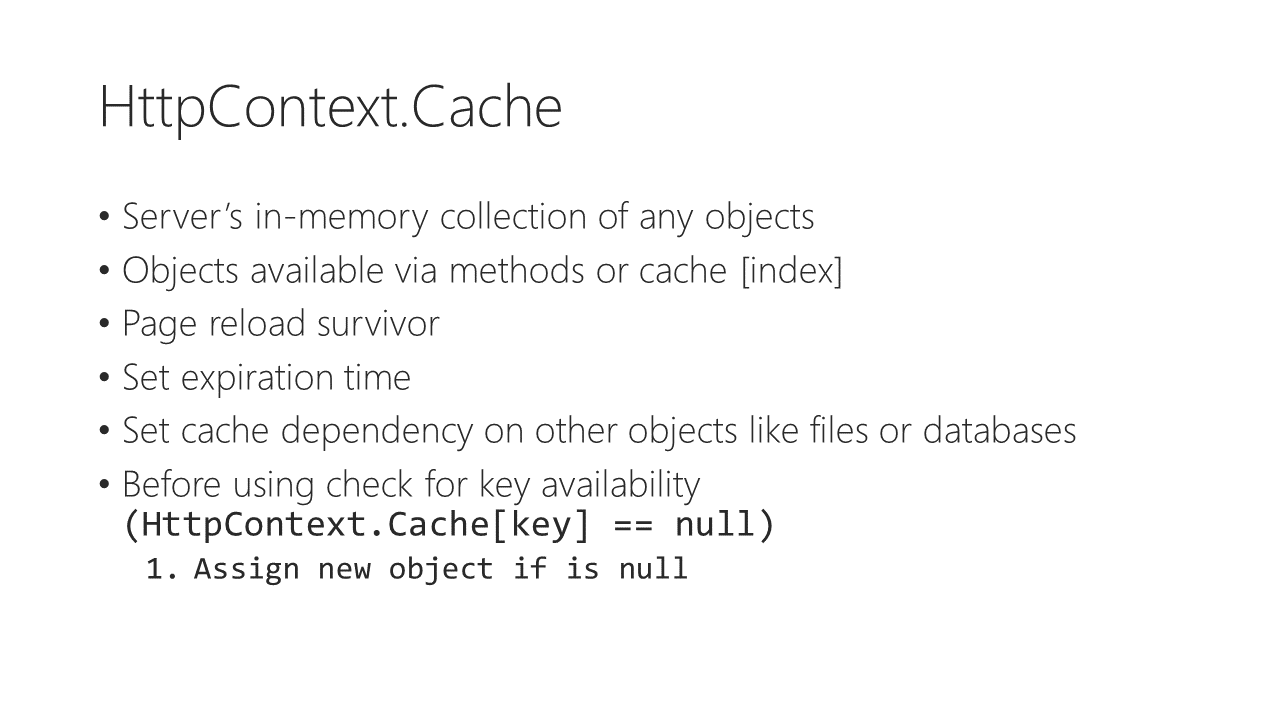 HttpContext.Cache
• Server’s in-memory collection of any objects
• Objects available via methods or cache [index]
• Page reload survivor
• Set expiration time
• Set cache dependency on other objects like files or databases
• Before using check for key availability
(HttpContext.Cache[key] == null)
1. Assign new object if is null